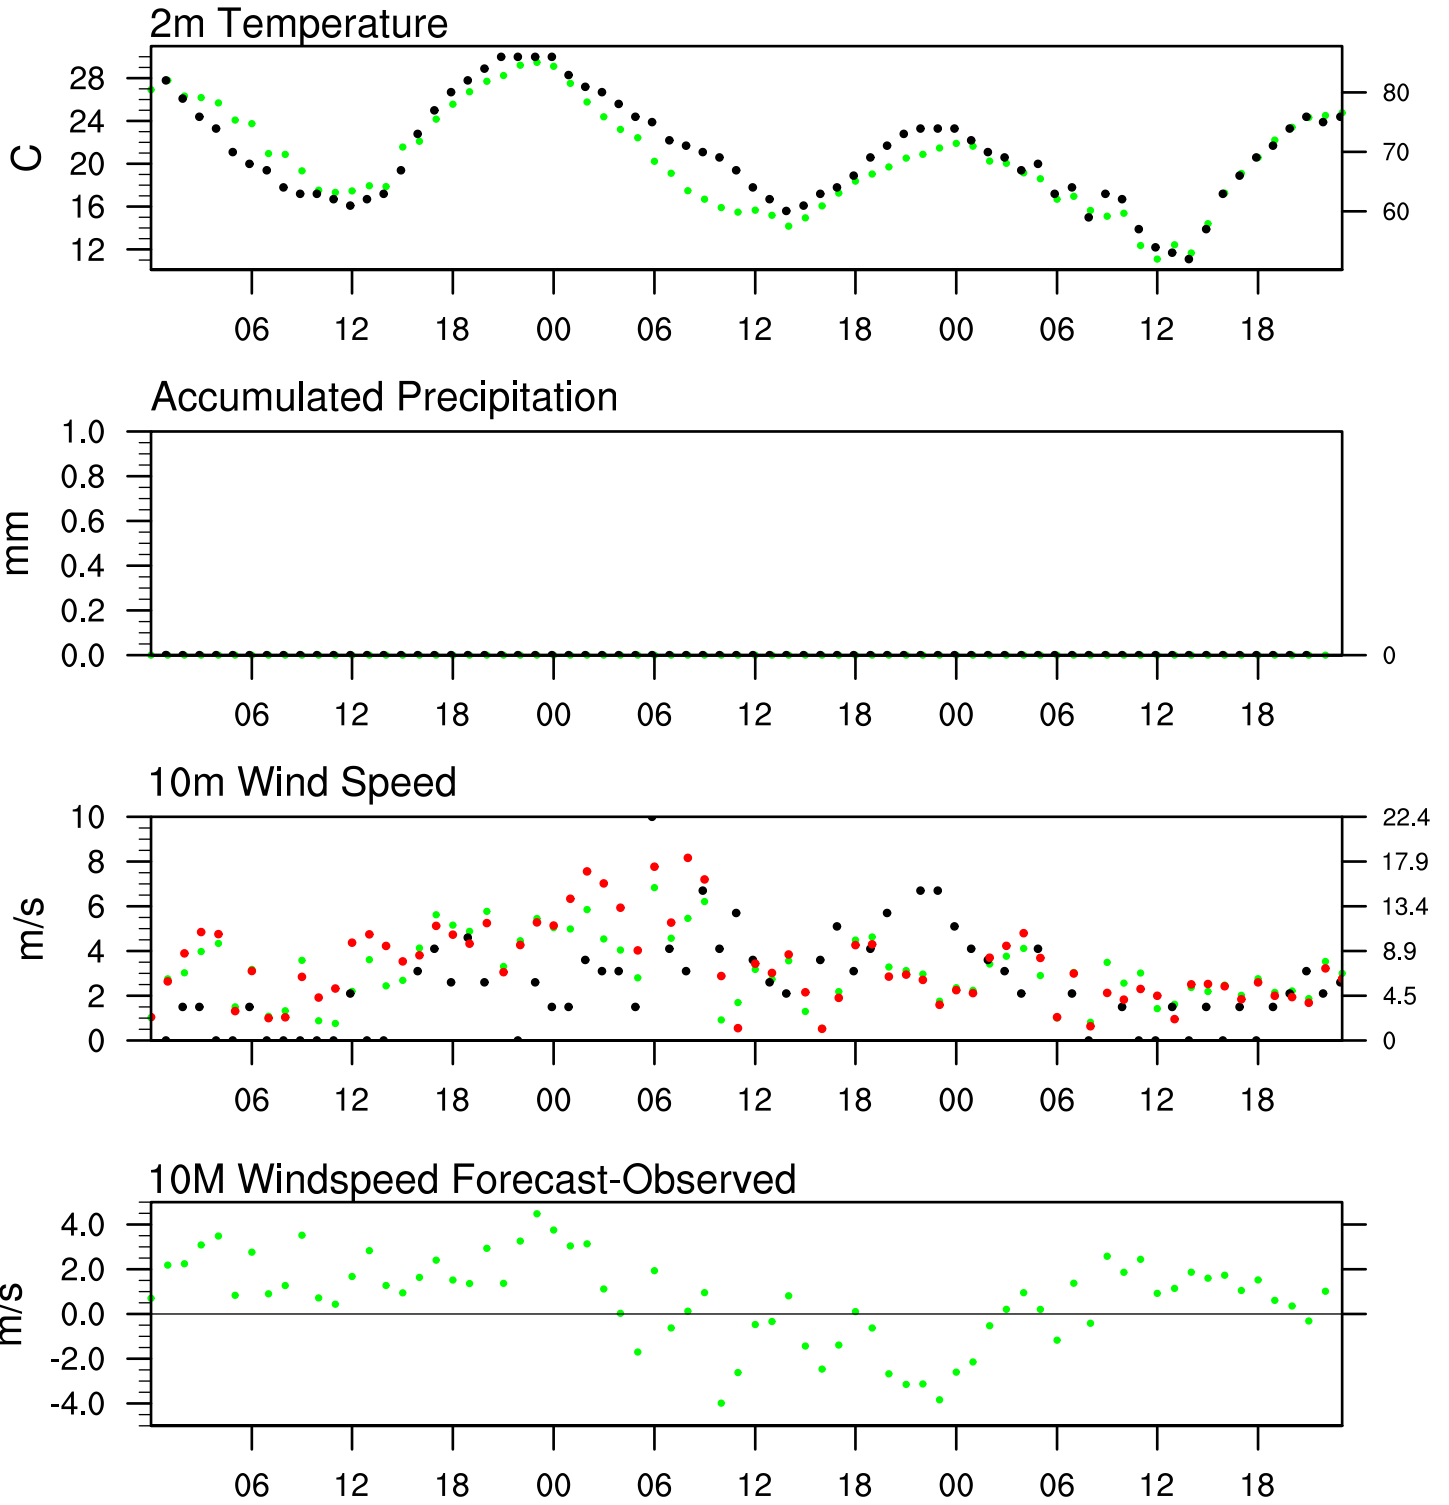 2m Temperature
28
24
20
16
12
C
80
70
60
06 12 18 00 06 12 18 00 06 12 18
Accumulated Precipitation
1.0
0.8
0.6
0.4
0.2
0.0
mm
0
06 12 18 00 06 12 18 00 06 12 18
10m Wind Speed
10
8
6
4
2
0
m/s
22.4
17.9
13.4
8.9
4.5
0
06 12 18 00 06 12 18 00 06 12 18
10M Windspeed Forecast-Observed
4.0
2.0
0.0
-2.0
-4.0
m/s
06 12 18 00 06 12 18 00 06 12 18